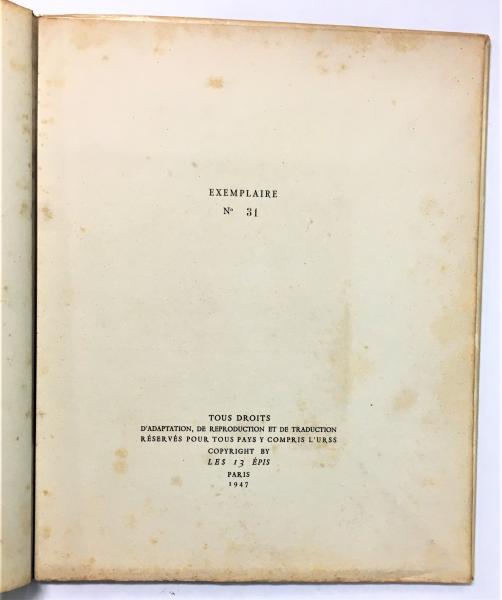 EXEMPLAIRE
Nº 31
TOUS DROITS
D'ADAPTATION, DE REPRODUCTION ET DE TRADUCTION
RÉSERVÉS POUR TOUS PAYS Y COMPRIS L'URSS
COPYRIGHT BY
LES 13 ÉPIS
PARIS
1947